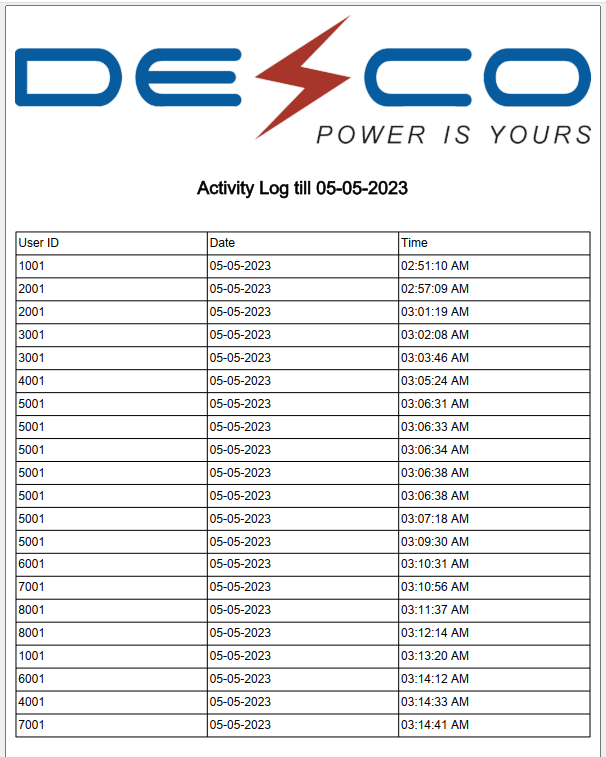 DESCO
POWER IS YOURS
Activity Log till 05-05-2023
User ID Date Time
1001 05-05-2023 02:51:10 AM
2001 05-05-2023 02:57:09 AM
2001 05-05-2023 03:01:19 AM
3001 05-05-2023 03:02:08 AM
3001 05-05-2023 03:03:46 AM
4001 05-05-2023 03:05:24 AM
5001 05-05-2023 03:06:31 AM
5001 05-05-2023 03:06:33 AM
5001 05-05-2023 03:06:34 AM
5001 05-05-2023 03:06:38 AM
5001 05-05-2023 03:06:38 AM
5001 05-05-2023 03:07:18 AM
5001 05-05-2023 03:09:30 AM
6001 05-05-2023 03:10:31 AM
7001 05-05-2023 03:10:56 AM
8001 05-05-2023 03:11:37 AM
8001 05-05-2023 03:12:14 AM
1001 05-05-2023 03:13:20 AM
6001 05-05-2023 03:14:12 AM
4001 05-05-2023 03:14:33 AM
7001 05-05-2023 03:14:41 AM